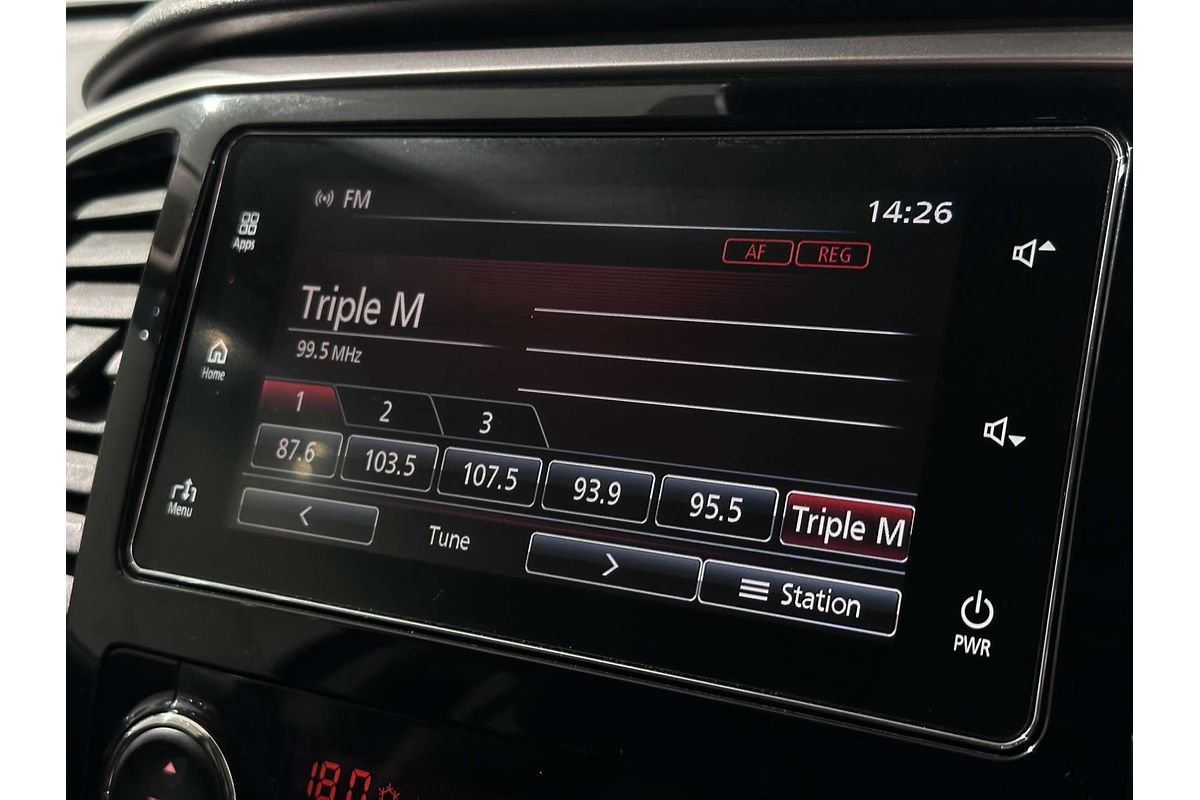 FM
14:26
AF REG
Apps
Triple M
99.5 MHz
Home
1 2 3
87.6 103.5 107.5 93.9 95.5 Triple M
Menu
< Tune > Station
PWR
18.0